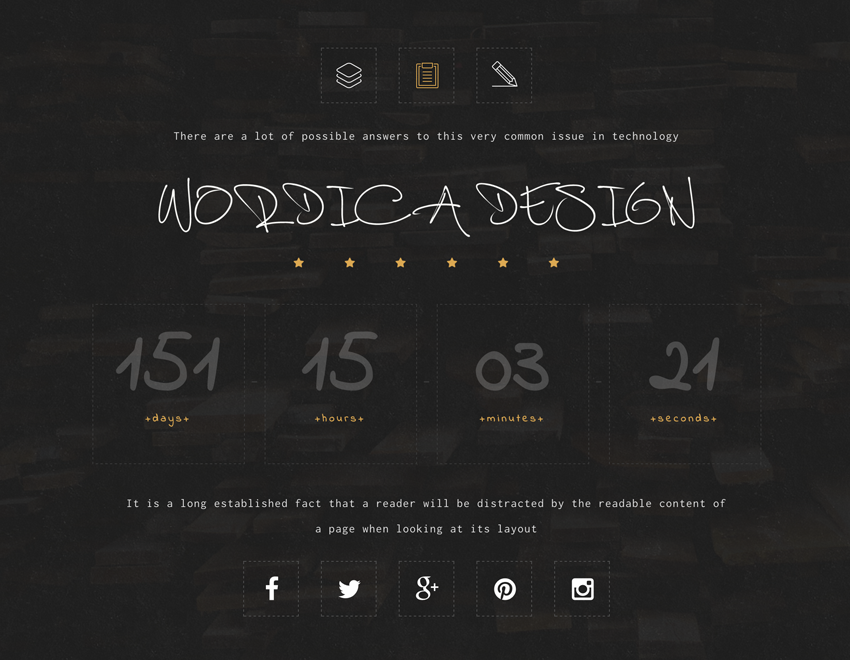 There are a lot of possible answers to this very common issue in technology
WORDICA DESIGN
151 15 03 21
+days+ +hours+ +minutes+ +seconds+
It is a long established fact that a reader will be distracted by the readable content of
a page when looking at its layout
f g+